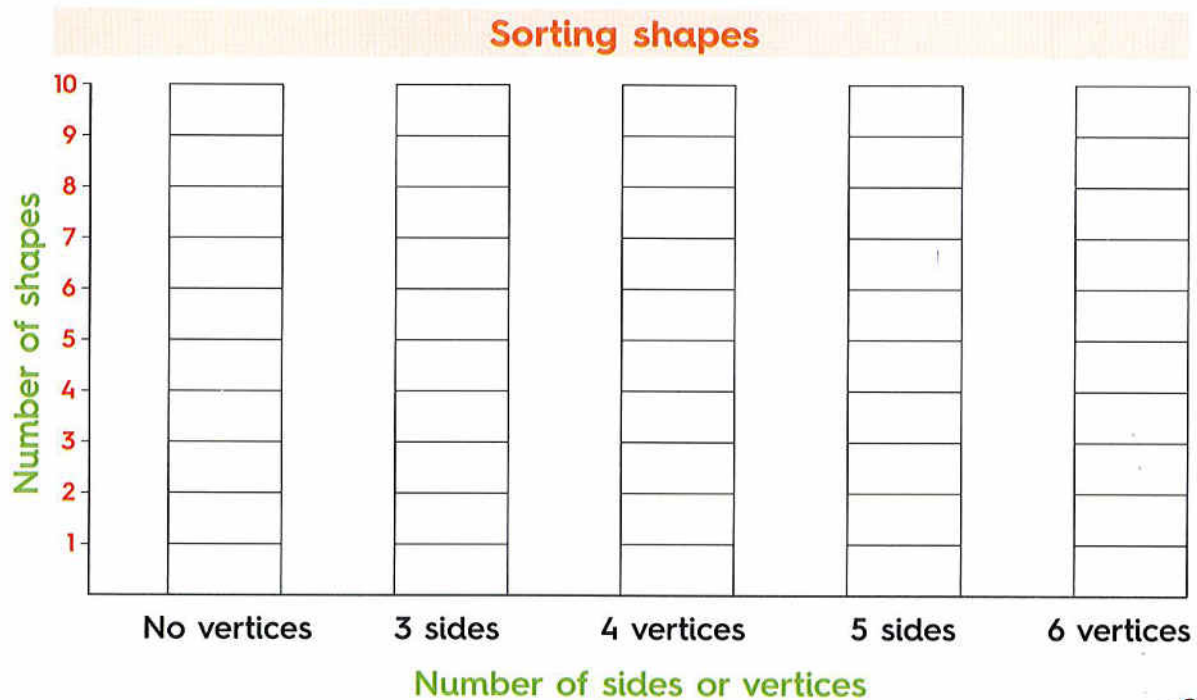 Sorting shapes
10
9
8
7
6
5
4
3
2
1
Number of shapes
No vertices 3 sides 4 vertices 5 sides 6 vertices
Number of sides or vertices